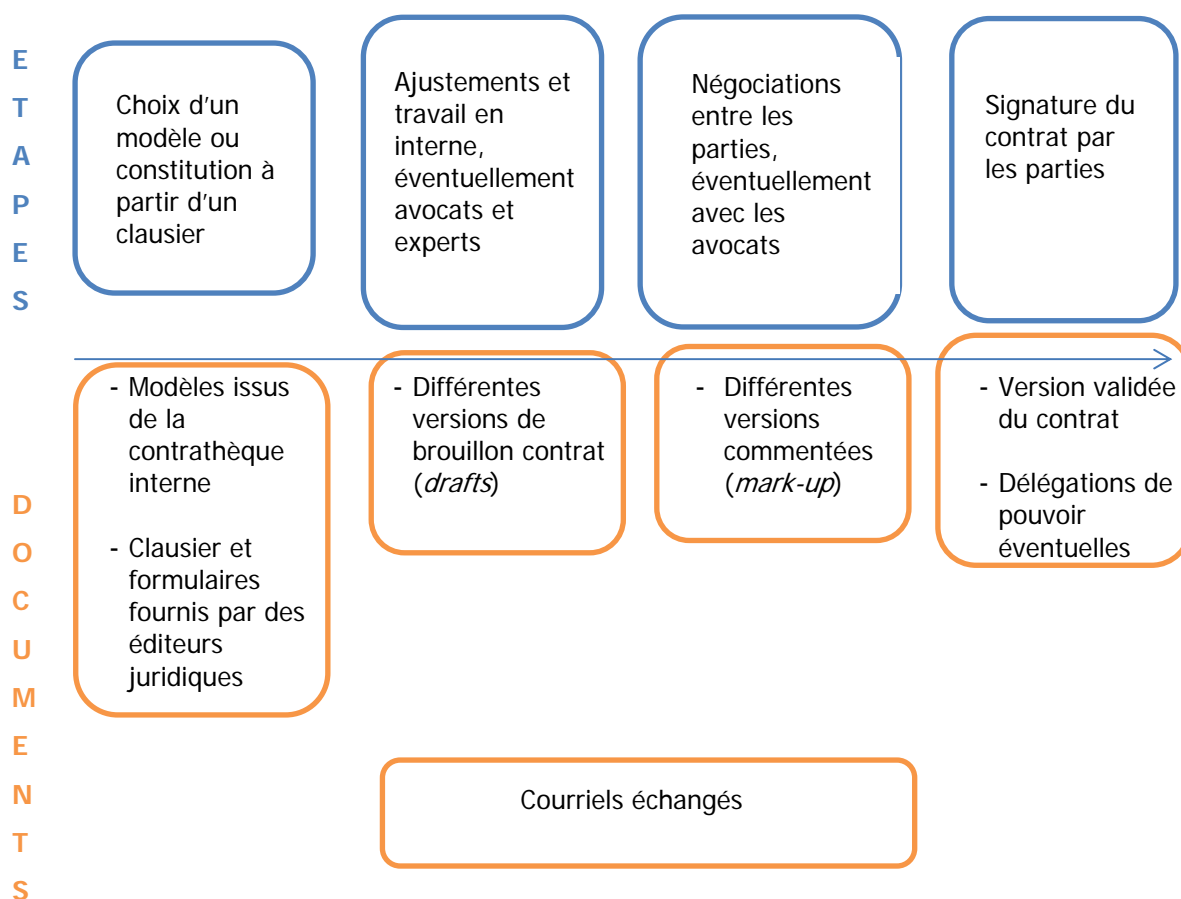 E
T
A
P
E
S
Choix d'un
modèle ou
constitution à
partir d'un
clausier
Ajustements et
travail en
interne,
éventuellement
avocats et
experts
Négociations
entre les
parties,
éventuellement
avec les
avocats
Signature du
contrat par
les parties
D
O
C
U
M
E
N
T
S
- Modèles issus
de la
contrathèque
interne
- Clausier et
formulaires
fournis par des
éditeurs
juridiques
- Différentes
versions de
brouillon contrat
(drafts)
- Différentes
versions
commentées
(mark-up)
- Version validée
du contrat
- Délégations de
pouvoir
éventuelles
Courriels échangés